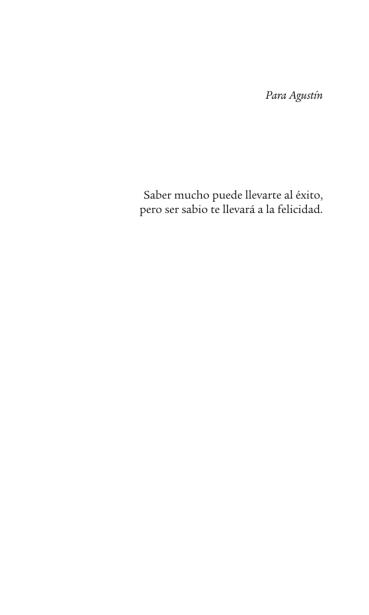 Para Agustín
Saber mucho puede llevarte al éxito,
pero ser sabio te llevará a la felicidad.